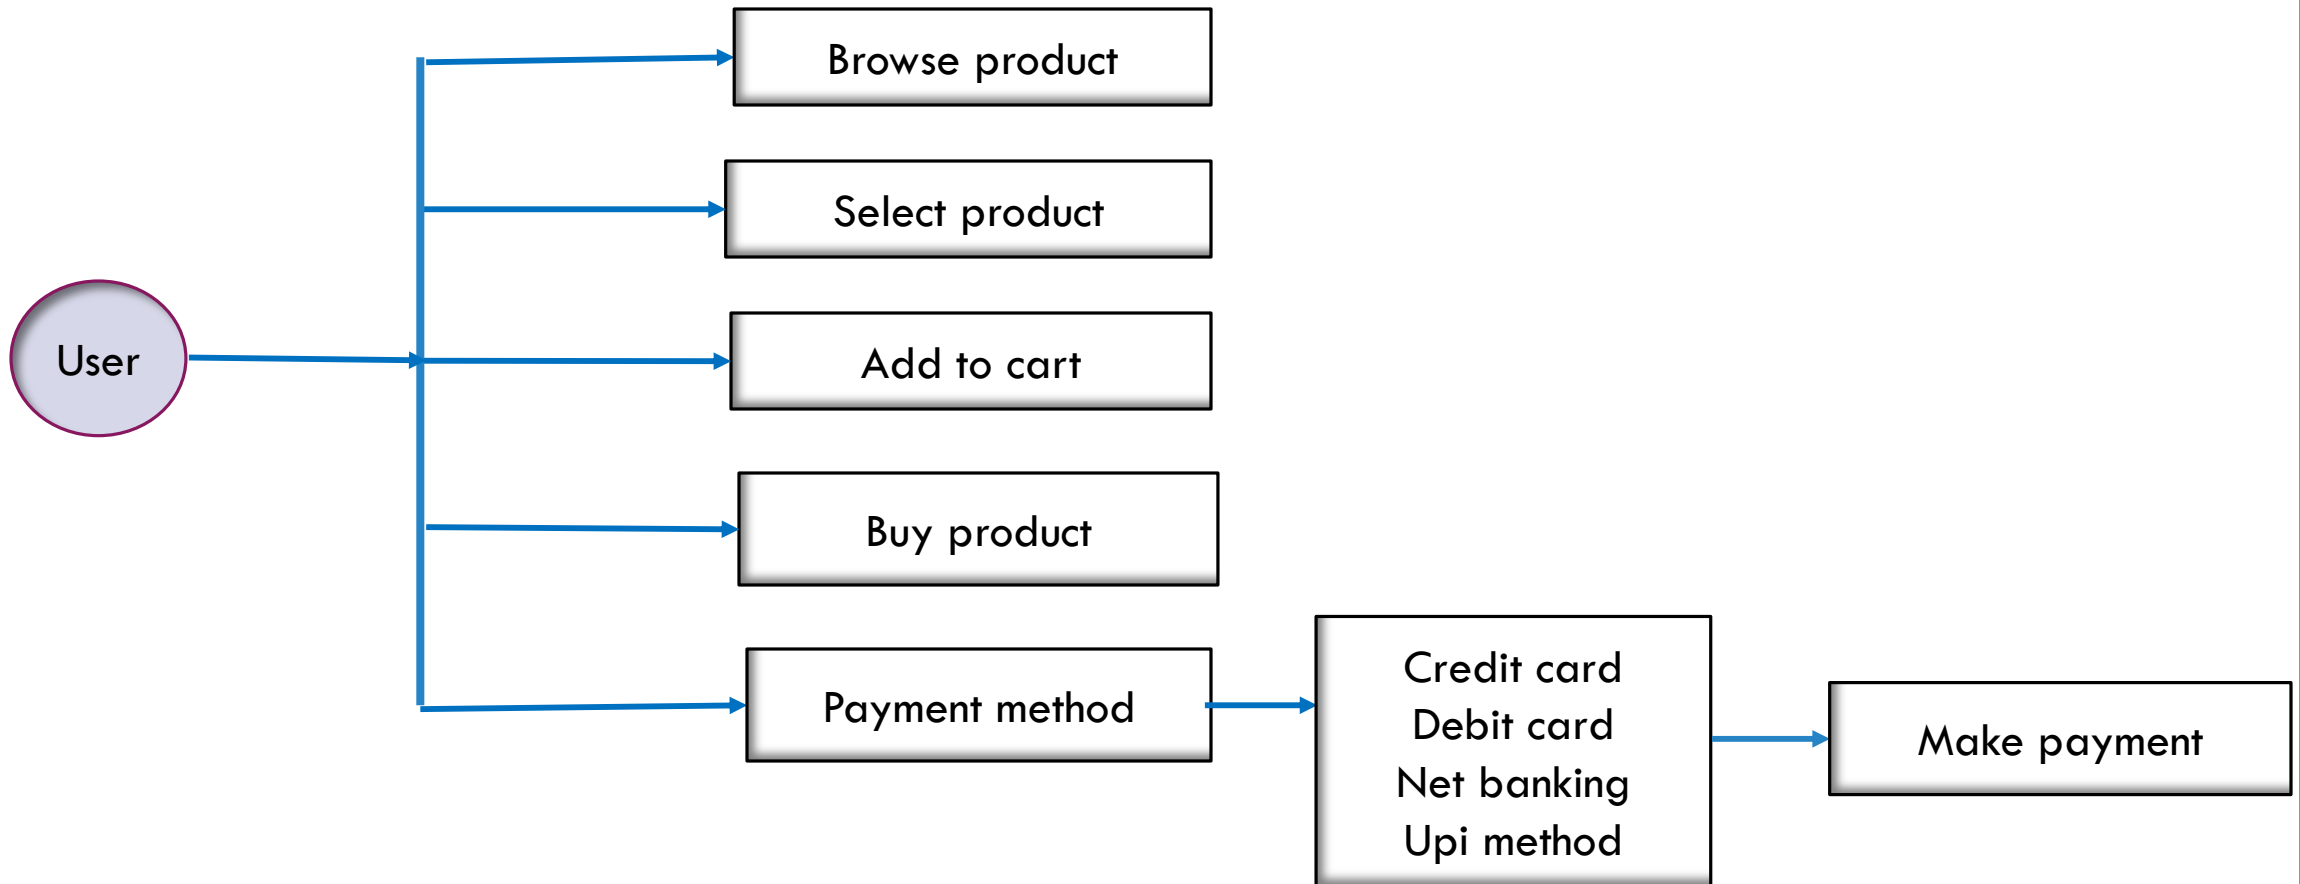 Browse product
Select product
User
Add to cart
Buy product
Payment method
Credit card
Debit card
Net banking
Upi method
Make payment